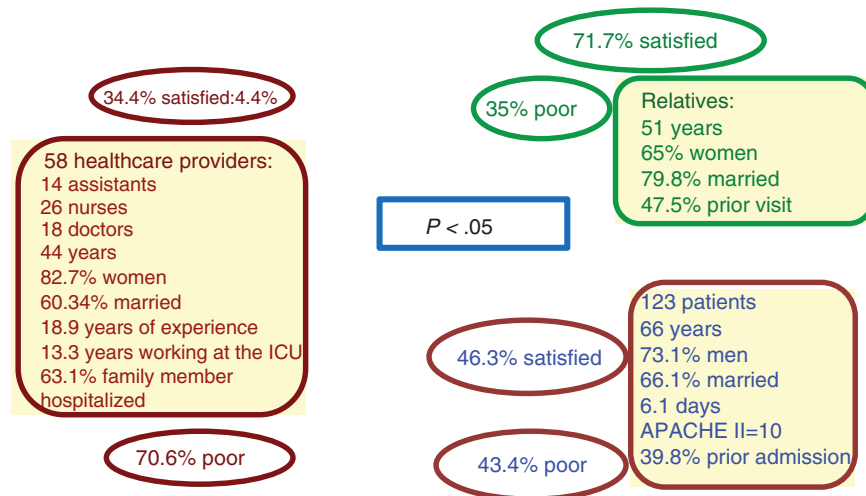 34.4% satisfied:4.4%
58 healthcare providers:
14 assistants
26 nurses
18 doctors
44 years
82.7% women
60.34% married
18.9 years of experience
13.3 years working at the ICU
63.1% family member
hospitalized
70.6% poor
71.7% satisfied
35% poor
Relatives:
51 years
65% women
79.8% married
47.5% prior visit
P < .05
46.3% satisfied
43.4% poor
123 patients
66 years
73.1% men
66.1% married
6.1 days
APACHE II=10
39.8% prior admission